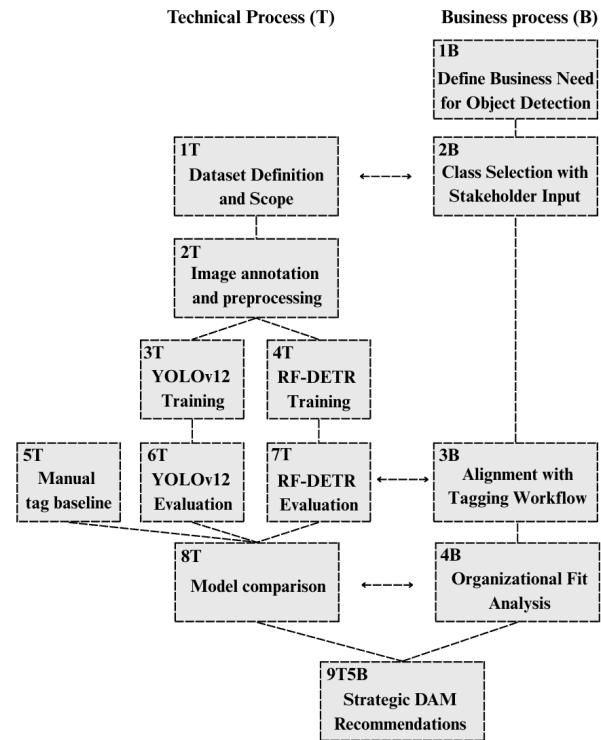 Technical Process (T)
Business process (B)
1B
Define Business Need
for Object Detection
1T
Dataset Definition
and Scope
2B
Class Selection with
Stakeholder Input
2T
Image annotation
and preprocessing
3T
YOLOv12
Training
4T
RF-DETR
Training
5T
Manual
tag baseline
6T
YOLOv12
Evaluation
7T
RF-DETR
Evaluation
3B
Alignment with
Tagging Workflow
8T
Model comparison
4B
Organizational Fit
Analysis
9T5B
Strategic DAM
Recommendations